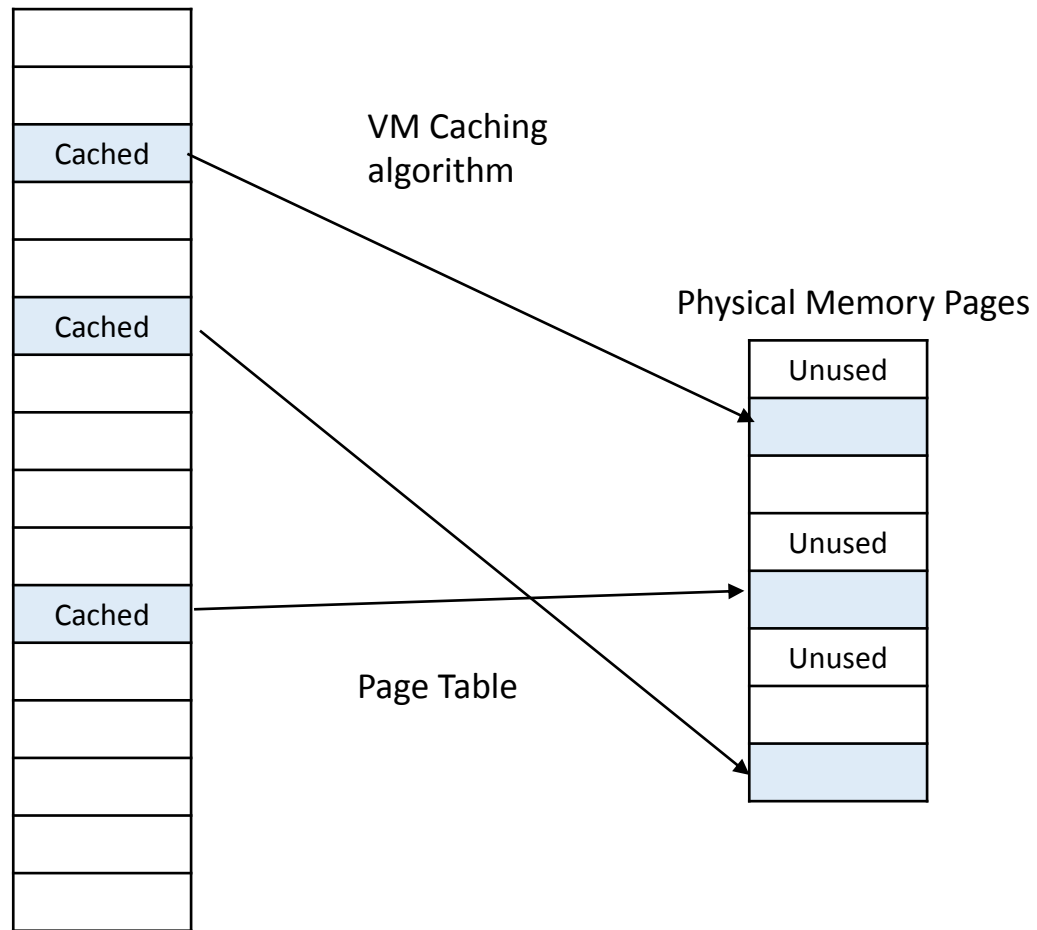 Cached
VM Caching
algorithm
Cached
Physical Memory Pages
Unused
Unused
Cached
Unused
Page Table